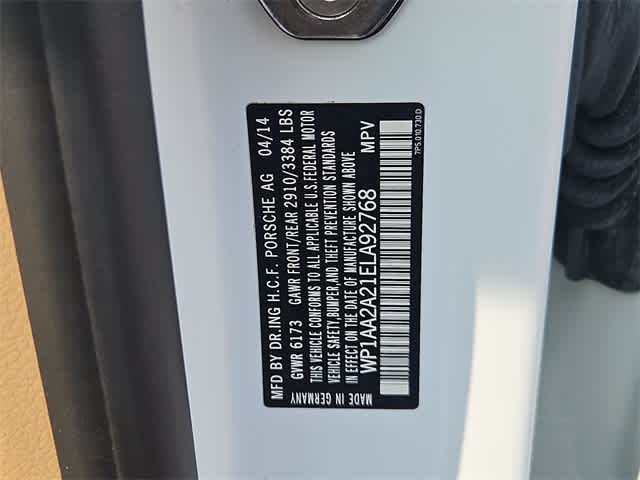 MFD BY DR.ING H.C.F. PORSCHE AG 04/14
GVWR 6173 GAWR FRONT/REAR 2910/3384 LBS
THIS VEHICLE CONFORMS TO ALL APPLICABLE U.S.FEDERAL MOTOR
VEHICLE SAFETY,BUMPER,AND THEFT PREVENTION STANDARDS
IN EFFECT ON THE DATE OF MANUFACTURE SHOWN ABOVE
WP1AA2A21ELA92768 MPV
MADE IN GERMANY
7P5.010.730.D